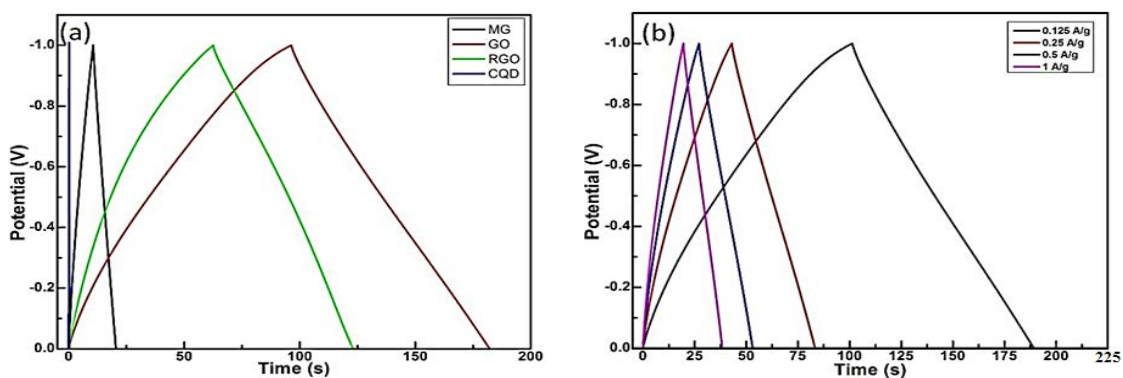 (a)
MG
GO
RGO
CQD
-1.0
-0.8
-0.6
-0.4
-0.2
0.0
Potential (V)
0 50 100 150 200
Time (s)
(b)
0.125 A/g
0.25 A/g
0.5 A/g
1 A/g
-1.0
-0.8
-0.6
-0.4
-0.2
0.0
Potential (V)
0 25 50 75 100 125 150 175 200 225
Time (s)